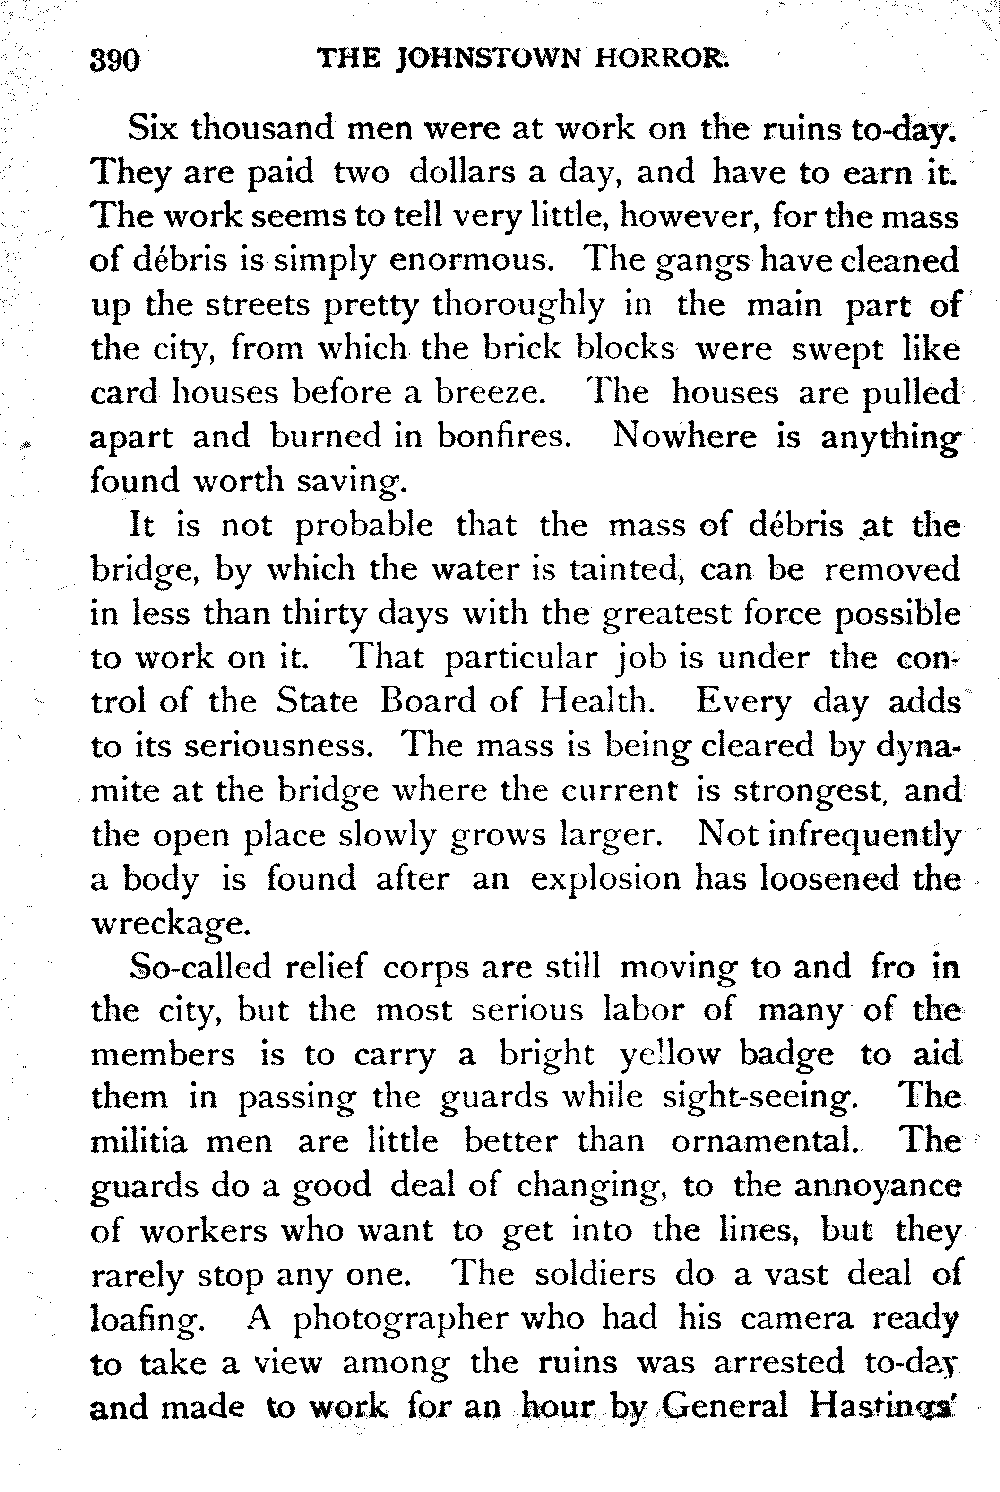 390 THE JOHNSTOWN HORROR.
Six thousand men were at work on the ruins to-day.
They are paid two dollars a day, and have to earn it.
The work seems to tell very little, however, for the mass
of débris is simply enormous. The gangs have cleaned
up the streets pretty thoroughly in the main part of
the city, from which the brick blocks were swept like
card houses before a breeze. The houses are pulled
apart and burned in bonfires. Nowhere is anything
found worth saving.
It is not probable that the mass of débris at the
bridge, by which the water is tainted, can be removed
in less than thirty days with the greatest force possible
to work on it. That particular job is under the con-
trol of the State Board of Health. Every day adds
to its seriousness. The mass is being cleared by dyna-
mite at the bridge where the current is strongest, and
the open place slowly grows larger. Not infrequently
a body is found after an explosion has loosened the
wreckage.
So-called relief corps are still moving to and fro in
the city, but the most serious labor of many of the
members is to carry a bright yellow badge to aid
them in passing the guards while sight-seeing. The
militia men are little better than ornamental. The
guards do a good deal of changing, to the annoyance
of workers who want to get into the lines, but they
rarely stop any one. The soldiers do a vast deal of
loafing. A photographer who had his camera ready
to take a view among the ruins was arrested to-day
and made to work for an hour by General Hastings'